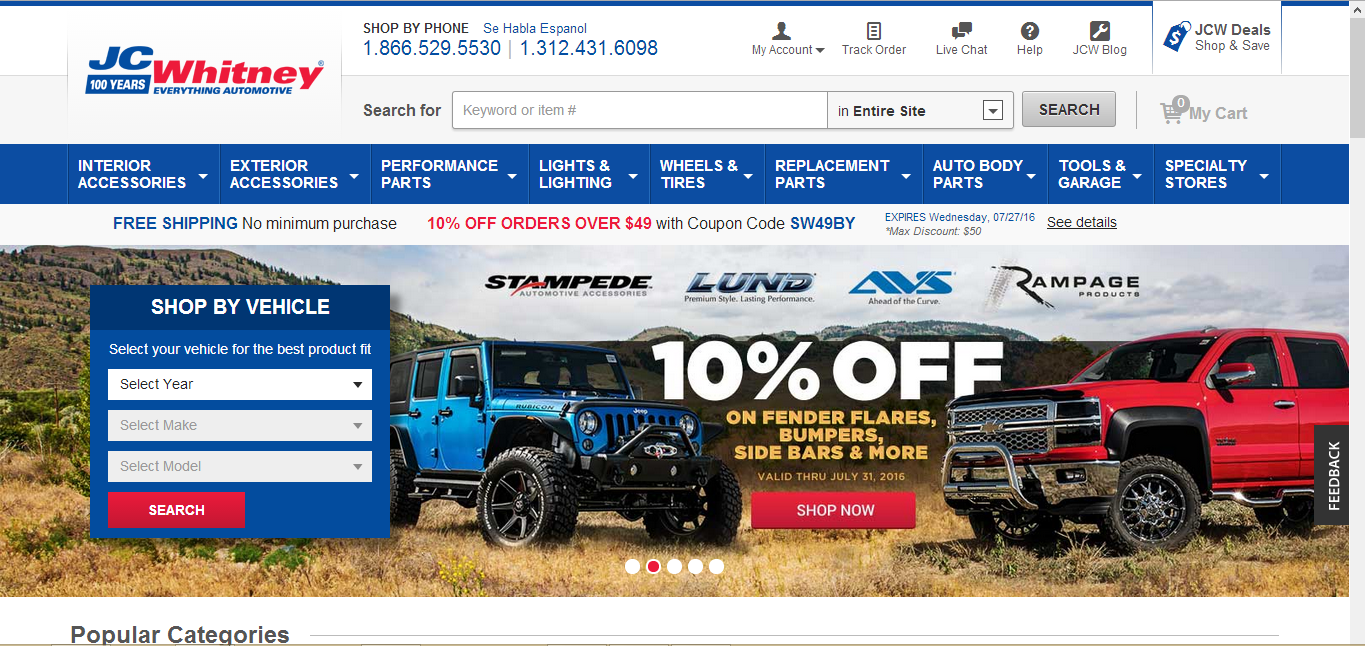 SHOP BY PHONE Se Habla Espanol
1.866.529.5530 | 1.312.431.6098
My Account
Track Order
Live Chat
Help
JCW Blog
JCW Deals
Shop & Save
JCWhitney®
100 YEARS EVERYTHING AUTOMOTIVE
Search for
Keyword or item #
in Entire Site
SEARCH
0
My Cart
INTERIOR
ACCESSORIES
EXTERIOR
ACCESSORIES
PERFORMANCE
PARTS
LIGHTS &
LIGHTING
WHEELS &
TIRES
REPLACEMENT
PARTS
AUTO BODY
PARTS
TOOLS &
GARAGE
SPECIALTY
STORES
FREE SHIPPING No minimum purchase
10% OFF ORDERS OVER $49 with Coupon Code SW49BY
EXPIRES Wednesday, 07/27/16
*Max Discount: $50
See details
STAMPEDE
AUTOMOTIVE ACCESSORIES
LUND
Premium Style. Lasting Performance.
AVS
Ahead of the Curve.
RAMPAGE
PRODUCTS
SHOP BY VEHICLE
Select your vehicle for the best product fit
Select Year
Select Make
Select Model
SEARCH
RUBICON
Jeep
10% OFF
ON FENDER FLARES,
BUMPERS,
SIDE BARS & MORE
VALID THRU JULY 31, 2016
SHOP NOW
FEEDBACK
Popular Categories